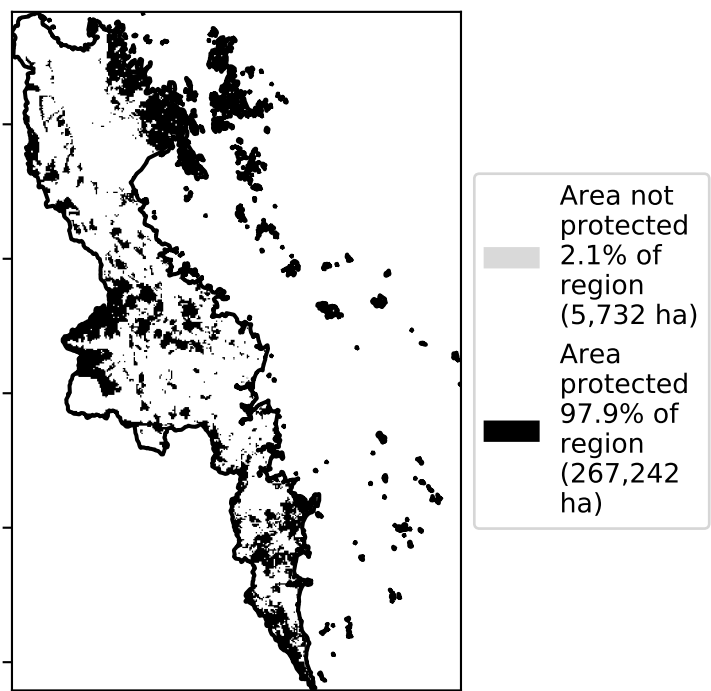 Area not
protected
2.1% of
region
(5,732 ha)
Area
protected
97.9% of
region
(267,242
ha)